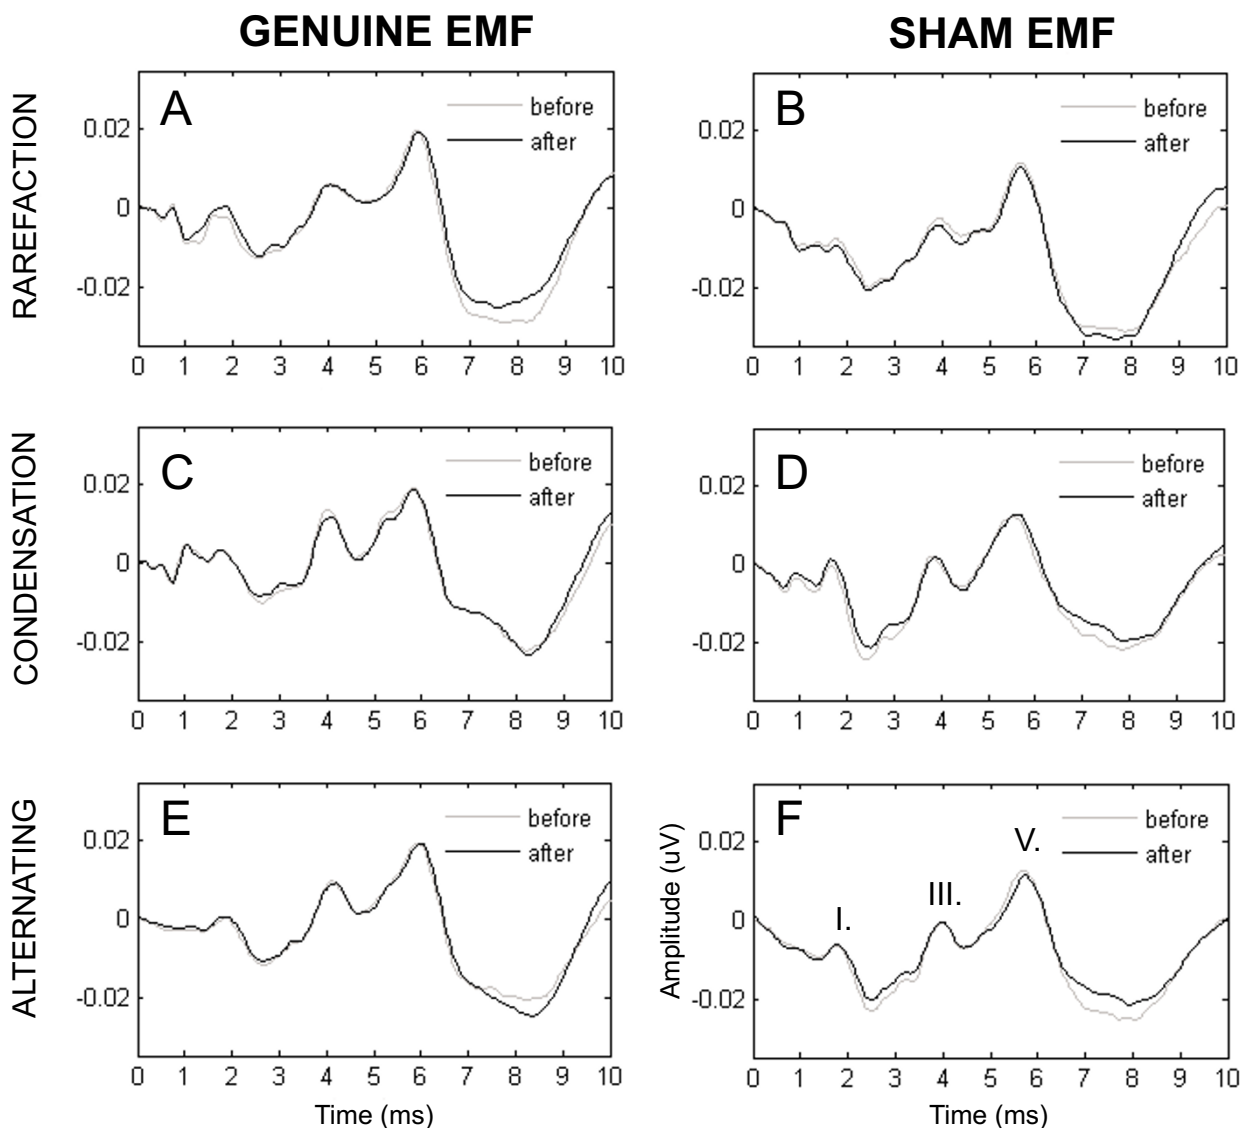 GENUINE EMF
SHAM EMF
RAREFACTION
A
before
after
0.02
0
-0.02
0 1 2 3 4 5 6 7 8 9 10
B
before
after
0.02
0
-0.02
0 1 2 3 4 5 6 7 8 9 10
CONDENSATION
C
before
after
0.02
0
-0.02
0 1 2 3 4 5 6 7 8 9 10
D
before
after
0.02
0
-0.02
0 1 2 3 4 5 6 7 8 9 10
ALTERNATING
E
before
after
0.02
0
-0.02
0 1 2 3 4 5 6 7 8 9 10
Time (ms)
Amplitude (uV)
F
before
after
V.
III.
I.
0.02
0
-0.02
0 1 2 3 4 5 6 7 8 9 10
Time (ms)